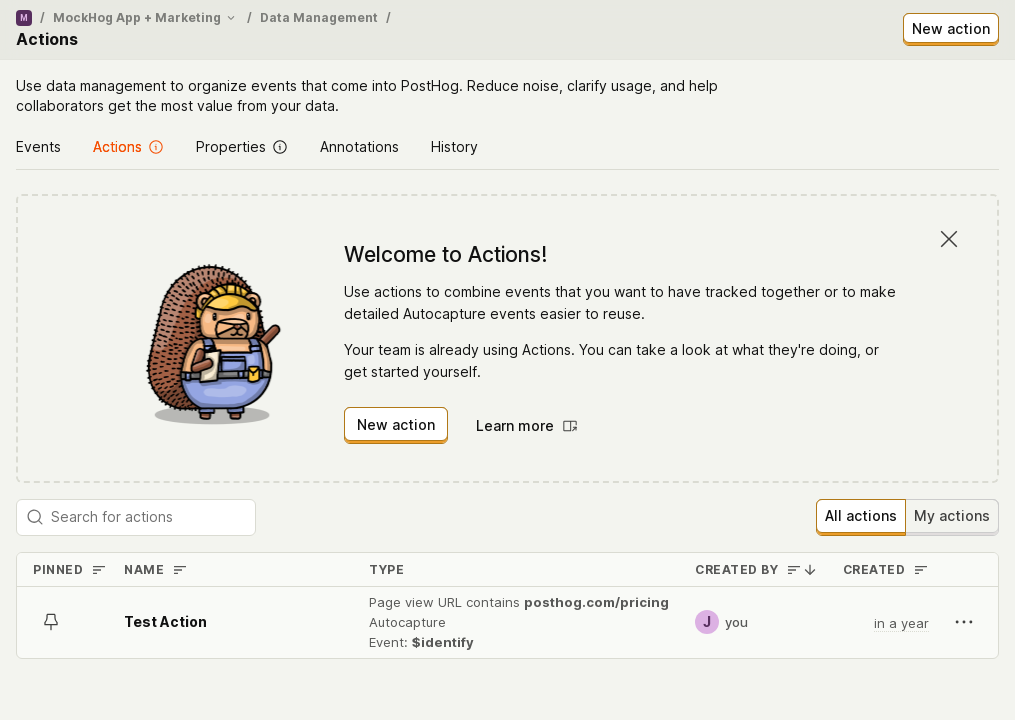 M / MockHog App + Marketing / Data Management /
Actions
New action
Use data management to organize events that come into PostHog. Reduce noise, clarify usage, and help
collaborators get the most value from your data.
Events Actions Properties Annotations History
Welcome to Actions!
Use actions to combine events that you want to have tracked together or to make
detailed Autocapture events easier to reuse.
Your team is already using Actions. You can take a look at what they're doing, or
get started yourself.
New action Learn more
Search for actions All actions My actions
PINNED NAME TYPE CREATED BY CREATED
Page view URL contains posthog.com/pricing
Test Action Autocapture J you in a year
Event: $identify